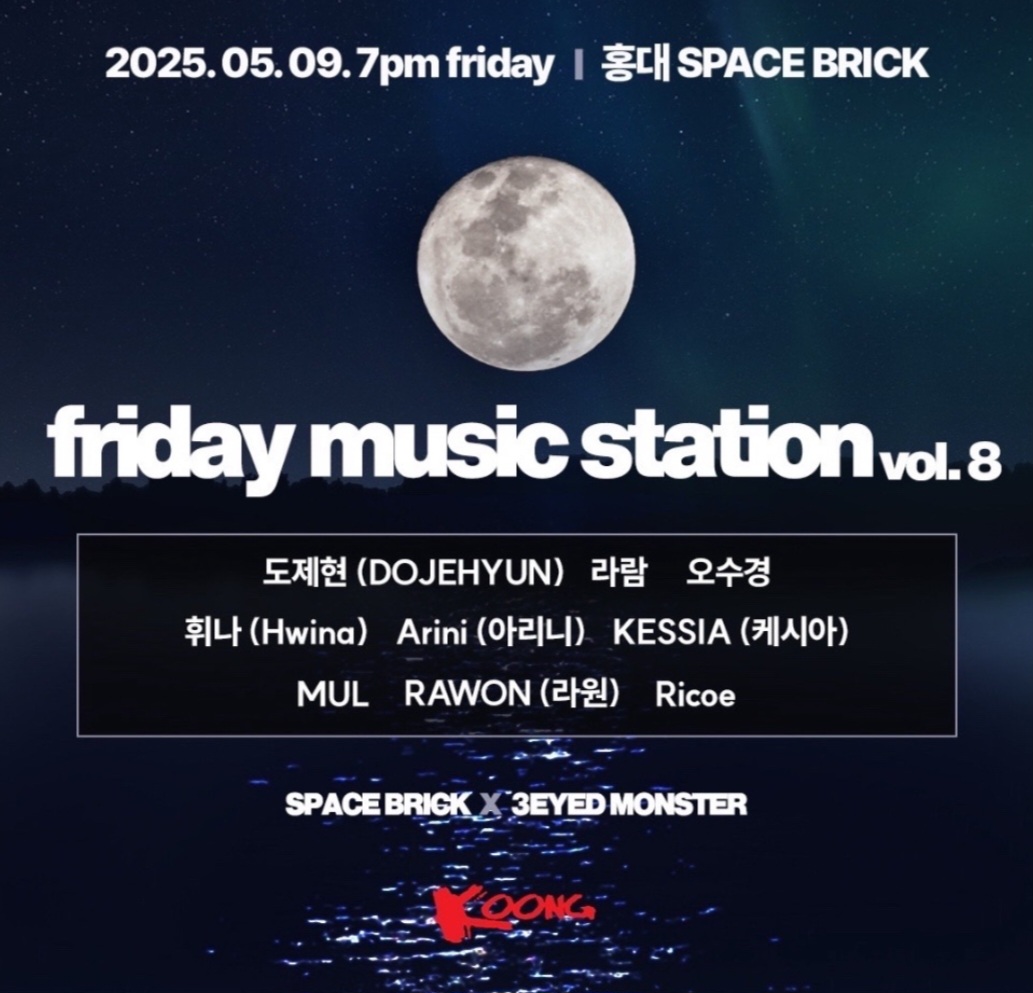 2025. 05. 09. 7pm friday | 홍대 SPACE BRICK
friday music station vol. 8
도제현 (DOJEHYUN) 라람 오수경
휘나 (Hwina) Arini (아리니) KESSIA (케시아)
MUL RAWON (라원) Ricoe
SPACE BRICK X 3EYED MONSTER
KOONG